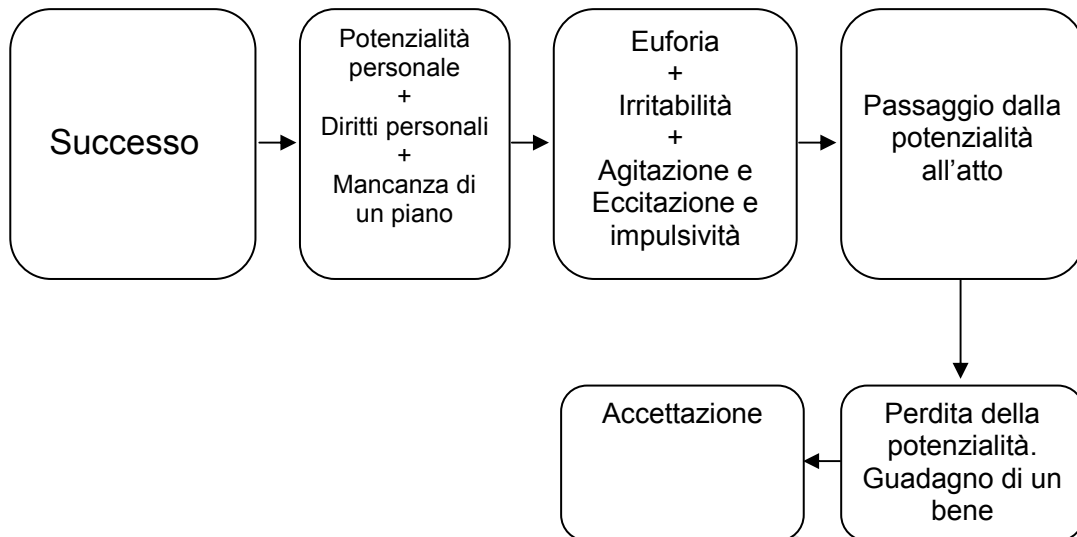 Successo
Potenzialità
personale
+
Diritti personali
+
Mancanza di
un piano
Euforia
+
Irritabilità
+
Agitazione e
Eccitazione e
impulsività
Passaggio dalla
potenzialità
all’atto
Perdita della
potenzialità.
Guadagno di un
bene
Accettazione